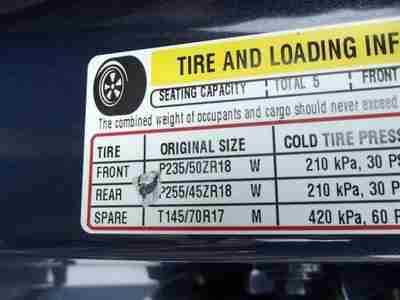 TIRE AND LOADING INF
SEATING CAPACITY TOTAL 5 FRONT
The combined weight of occupants and cargo should never exceed
TIRE ORIGINAL SIZE COLD TIRE PRES
FRONT P235/50ZR18 W 210 kPa, 30 PS
REAR P255/45ZR18 W 210 kPa, 30 P
SPARE T145/70R17 M 420 kPa, 60 P